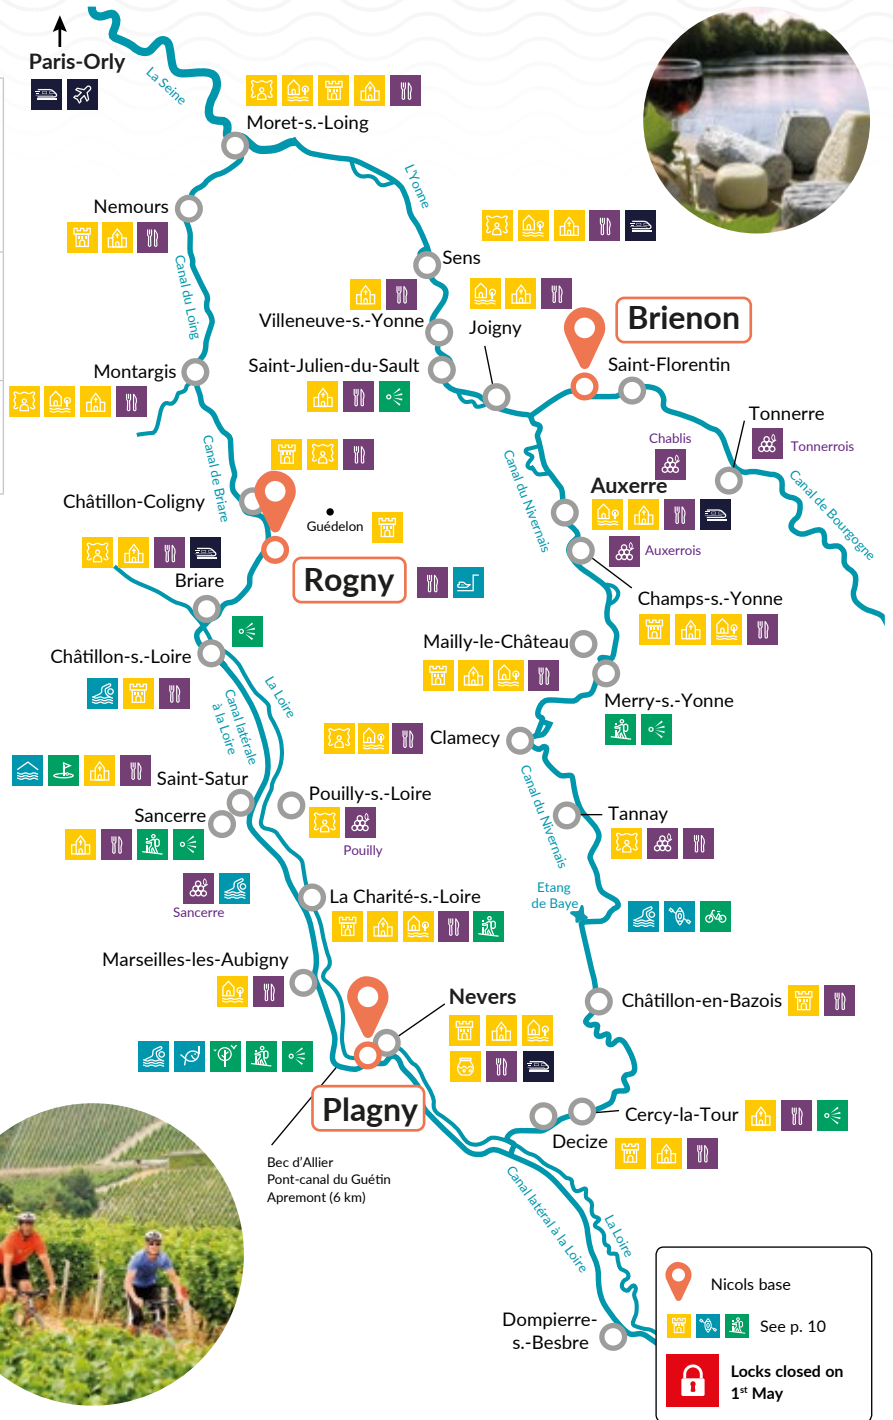 Paris-Orly
La Seine
Moret-s.-Loing
L'Yonne
Nemours
Canal du Loing
Sens
Villeneuve-s.-Yonne
Joigny
Brienon
Saint-Florentin
Montargis
Saint-Julien-du-Sault
Tonnerre
Chablis
Tonnerrois
Canal de Briare
Canal du Nivernais
Auxerre
Canal de Bourgogne
Châtillon-Coligny
Guédelon
Auxerrois
Rogny
Briare
Champs-s.-Yonne
Châtillon-s.-Loire
Mailly-le-Château
La Loire
Canal latérale
à la Loire
Merry-s.-Yonne
Clamecy
Saint-Satur
Pouilly-s.-Loire
Canal du Nivernais
Sancerre
Tannay
Pouilly
Sancerre
La Charité-s.-Loire
Etang
de Baye
Marseilles-les-Aubigny
Nevers
Châtillon-en-Bazois
Plagny
Cercy-la-Tour
Decize
Bec d'Allier
Pont-canal du Guétin
Apremont (6 km)
Canal latéral à la Loire
La Loire
Dompierre-
s.-Besbre
Nicols base
See p. 10
Locks closed on
1st May